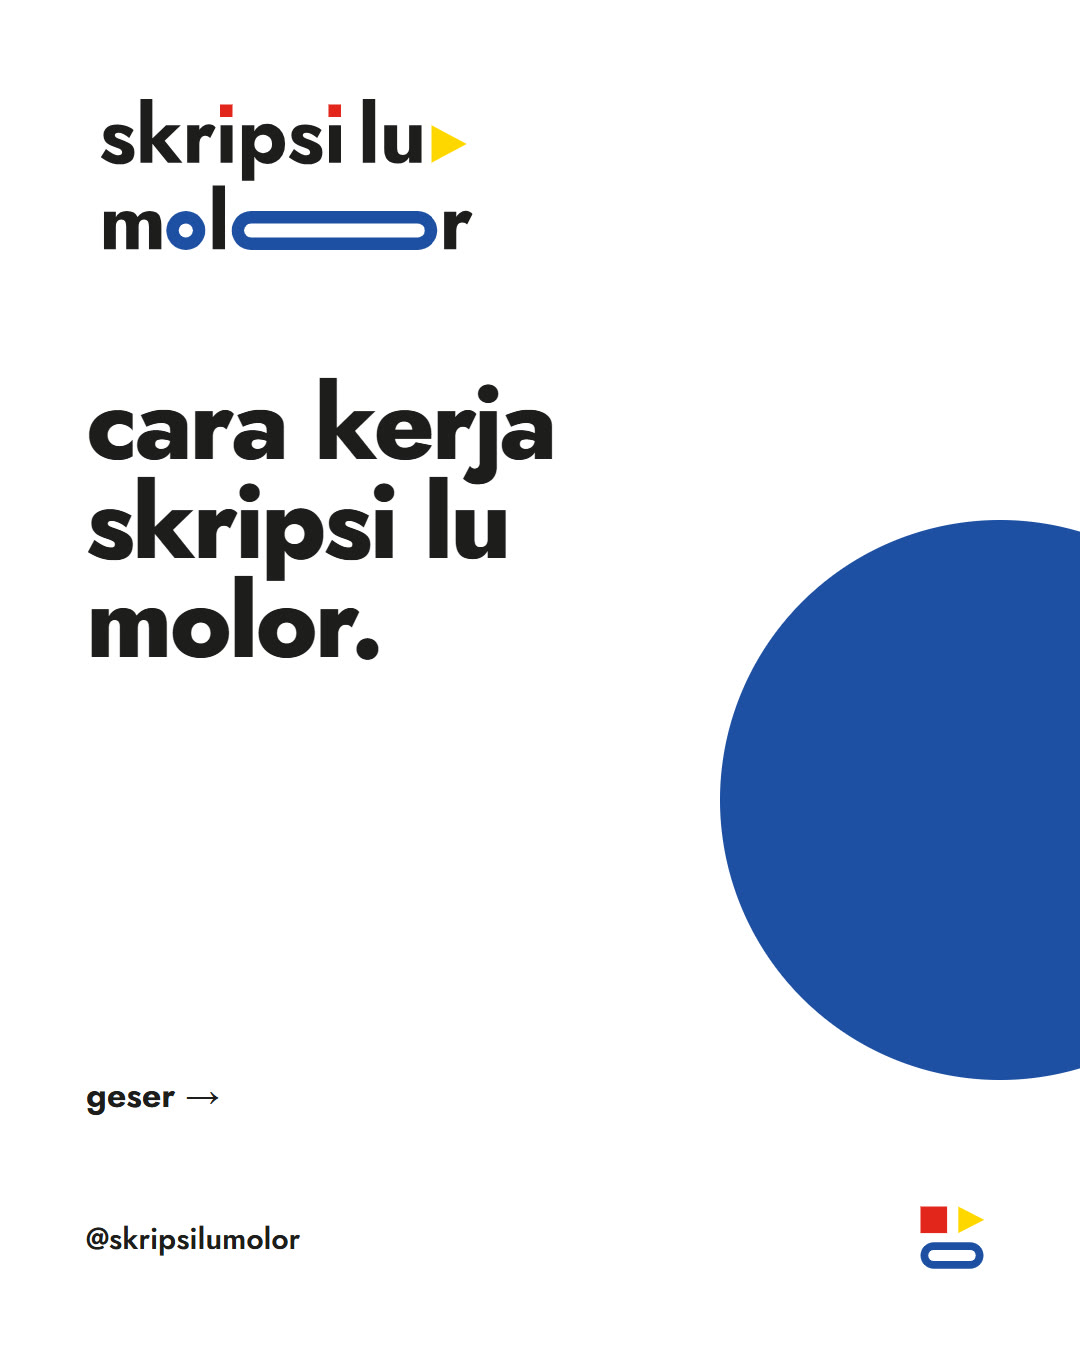 skripsi lu
molor
cara kerja
skripsi lu
molor.
geser →
@skripsilumolor